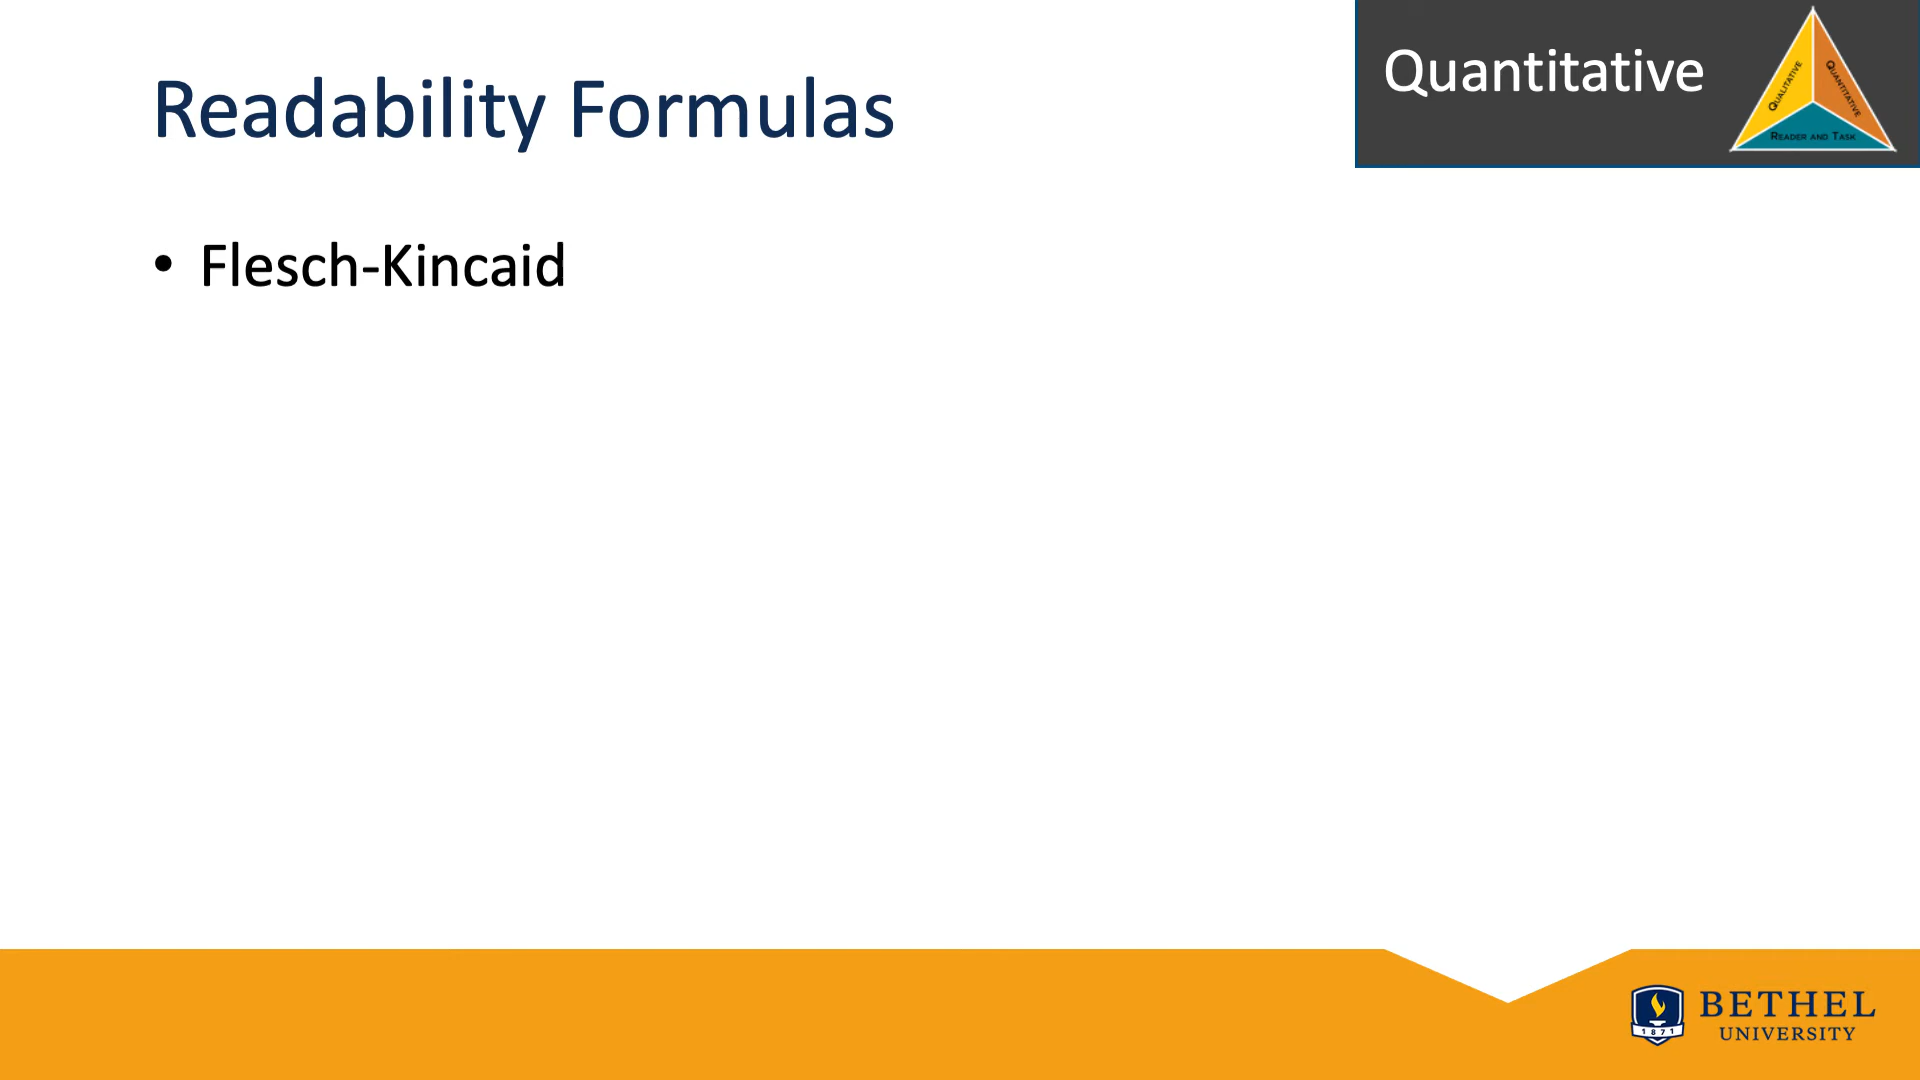 Readability Formulas
Quantitative
QUALITATIVE
QUANTITATIVE
READER AND TASK
• Flesch-Kincaid
1871
BETHEL
UNIVERSITY